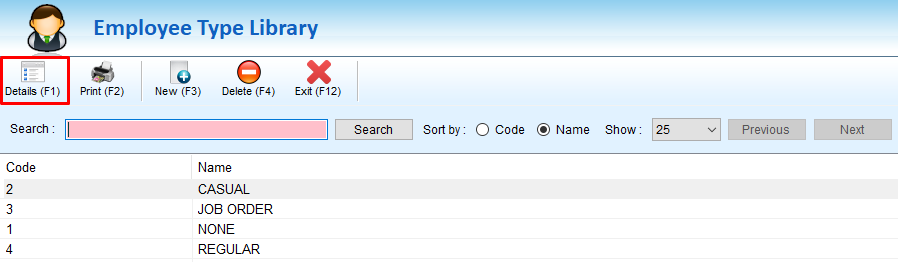 Employee Type Library
Details (F1) Print (F2) New (F3) Delete (F4) Exit (F12)
Search : Search Sort by : Code Name Show : 25 Previous Next
Code Name
2 CASUAL
3 JOB ORDER
1 NONE
4 REGULAR